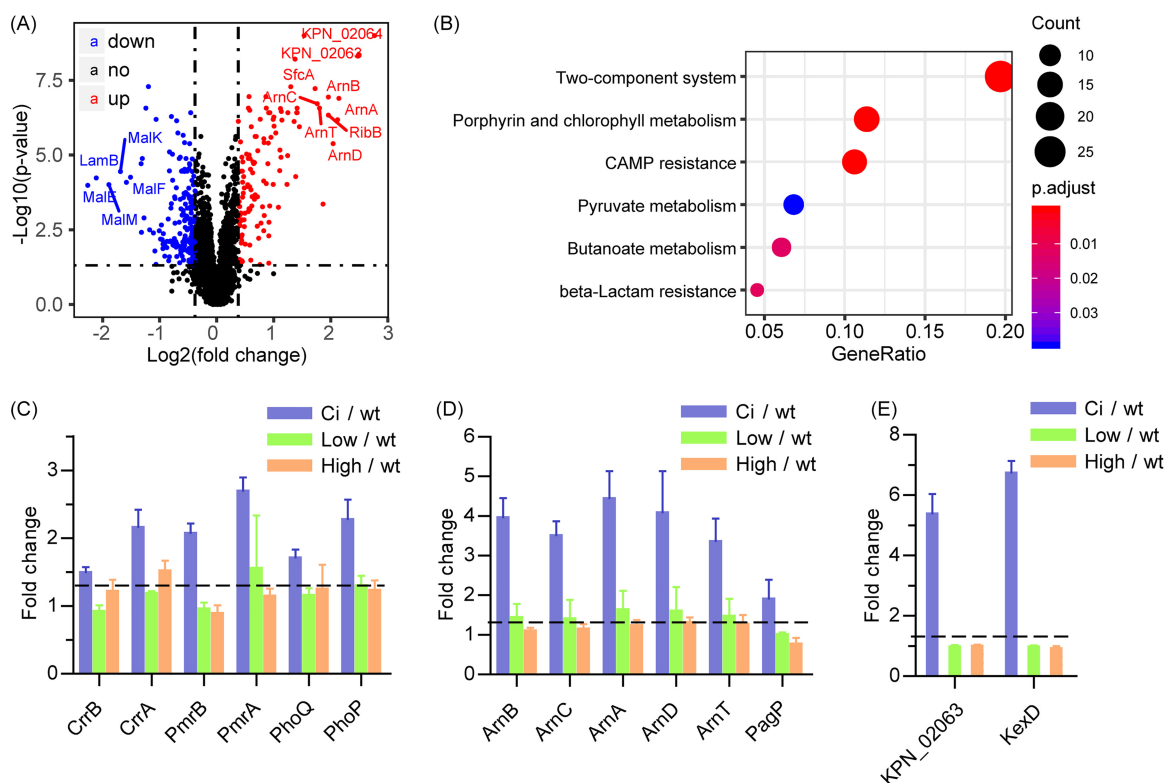 (A)
a down
a no
a up
KPN_02064
KPN_02063
SfcA
ArnB
ArnC
ArnA
ArnT
RibB
ArnD
MalK
LamB
MalE
MalF
MalM
7.5
5.0
2.5
0.0
-Log10(p-value)
-2 -1 0 1 2 3
Log2(fold change)
(B)
Two-component system
Porphyrin and chlorophyll metabolism
CAMP resistance
Pyruvate metabolism
Butanoate metabolism
beta-Lactam resistance
0.05 0.10 0.15 0.20
GeneRatio
Count
10
15
20
25
p.adjust
0.01
0.02
0.03
(C)
Ci / wt
Low / wt
High / wt
3
2
1
0
Fold change
CrrB CrrA PmrB PmrA PhoQ PhoP
(D)
Ci / wt
Low / wt
High / wt
6
5
4
3
2
1
0
Fold change
ArnB ArnC ArnA ArnD ArnT PagP
(E)
Ci / wt
Low / wt
High / wt
8
6
4
2
0
Fold change
KPN_02063 KexD